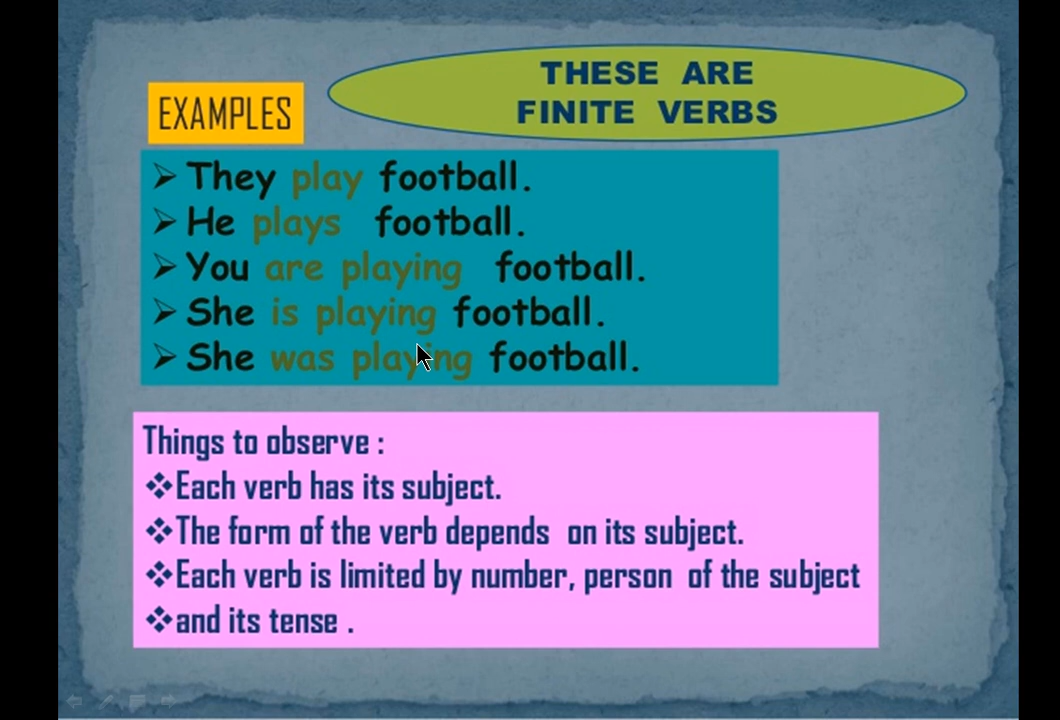 THESE ARE
FINITE VERBS
EXAMPLES
They play football.
He plays football.
You are playing football.
She is playing football.
She was playing football.
Things to observe :
Each verb has its subject.
The form of the verb depends on its subject.
Each verb is limited by number, person of the subject
and its tense .